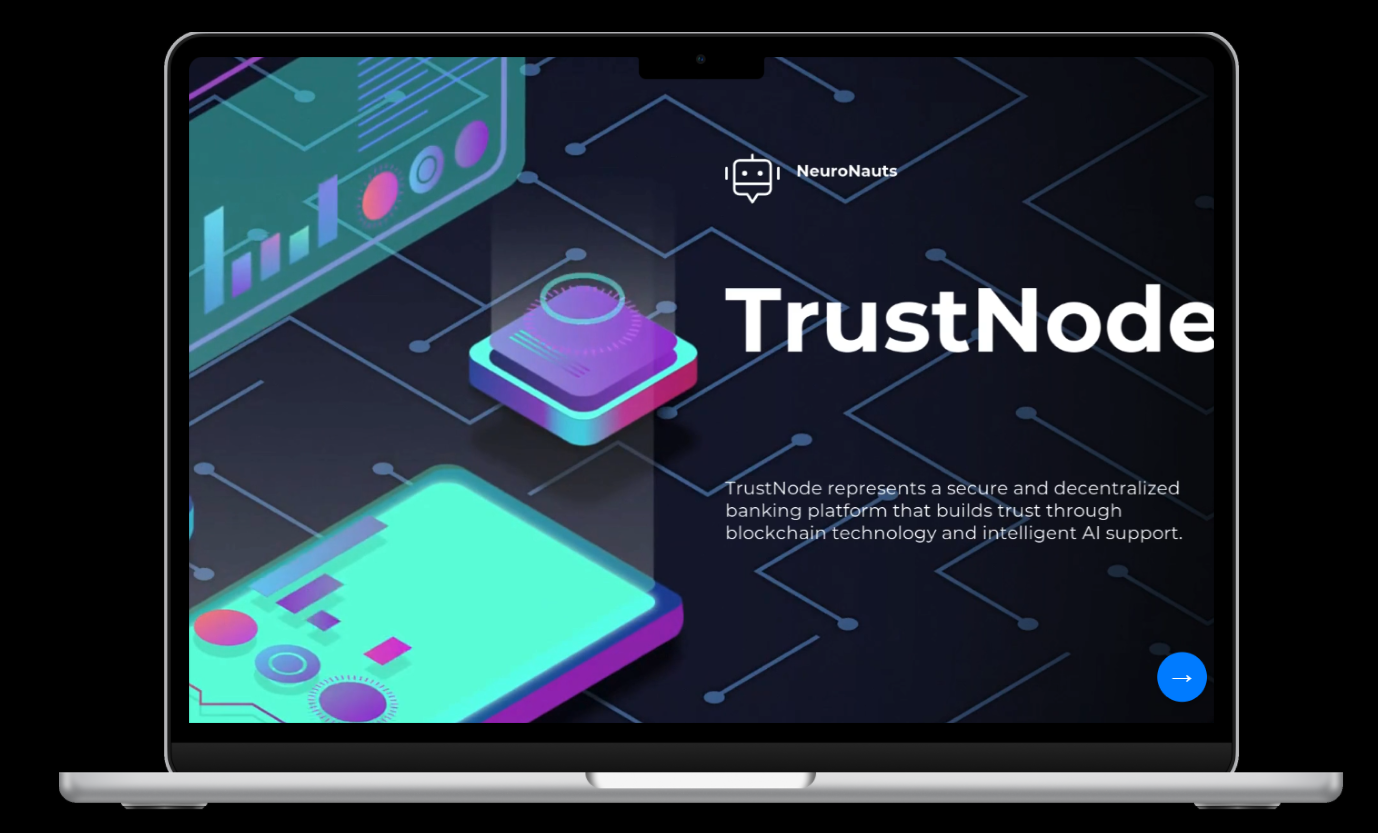 NeuroNauts
TrustNode
TrustNode represents a secure and decentralized
banking platform that builds trust through
blockchain technology and intelligent AI support.
→